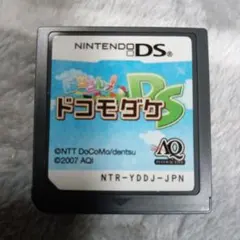 NINTENDO DS
ドコモダケ DS
©NTT DoCoMo/dentsu
©2007 AQI
AQ
NTR-YDDJ-JPN